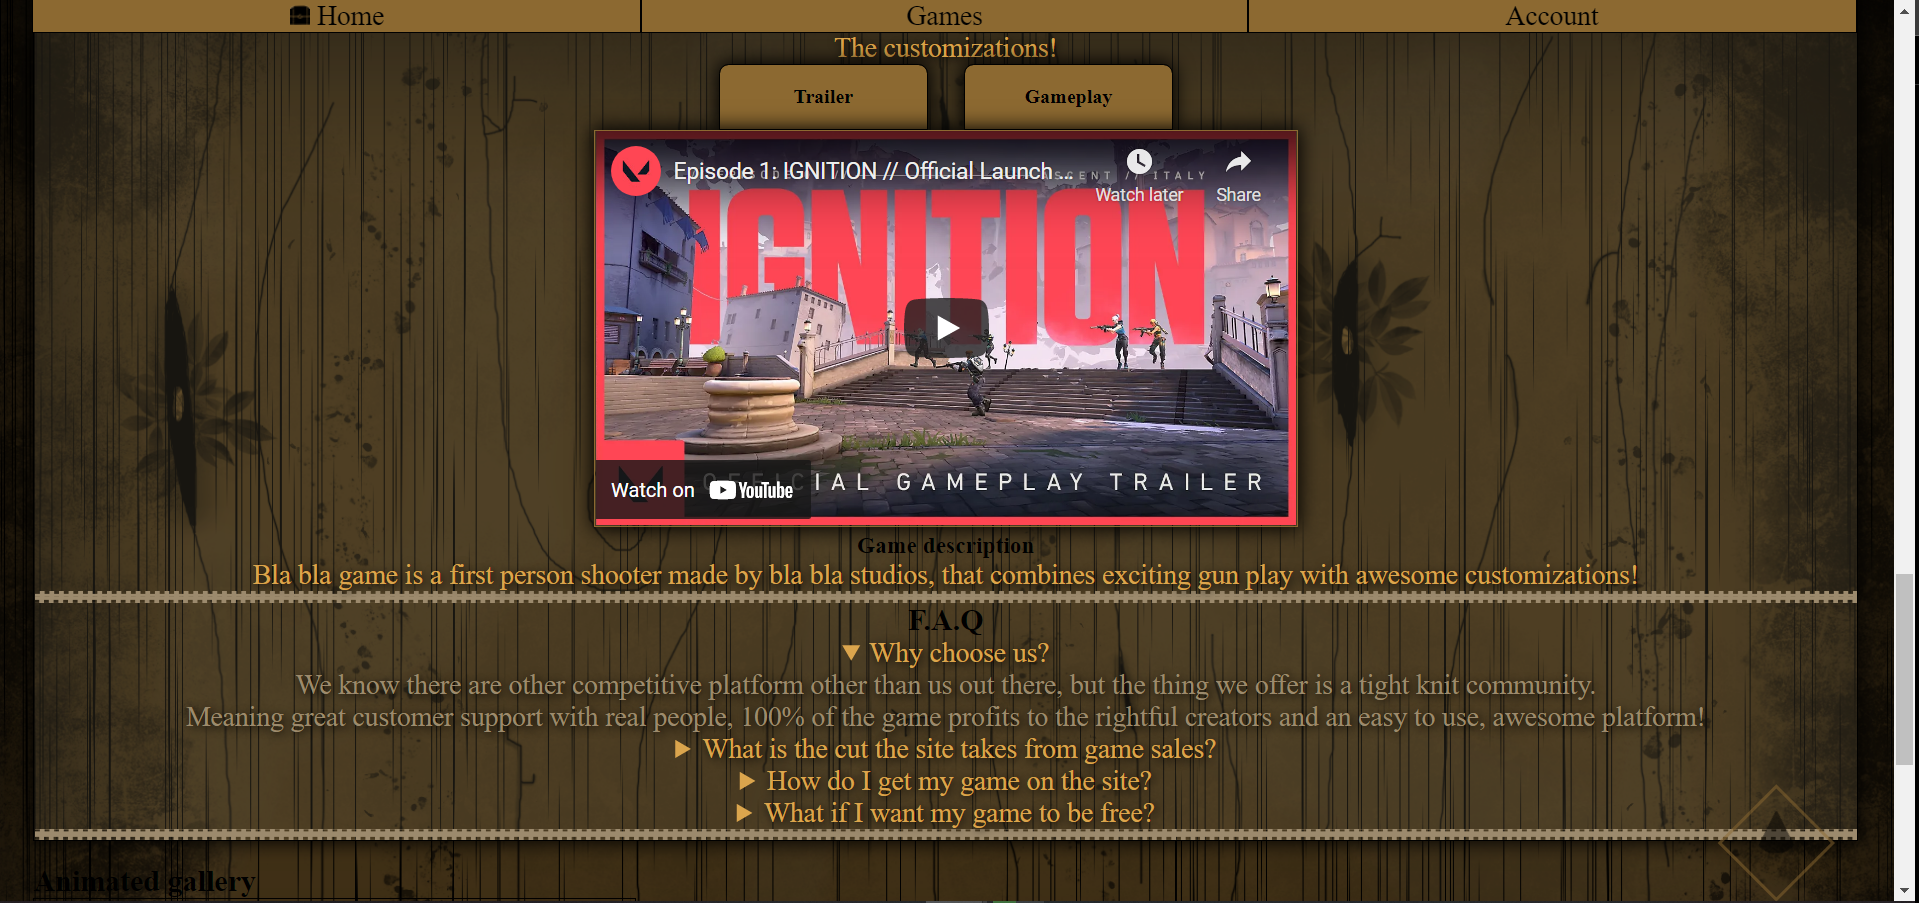 Home
Games
Account
The customizations!
Trailer
Gameplay
Episode 1: IGNITION // Official Launch ...
Watch later
Share
SCENT // ITALY
IGNITION
OFFICIAL GAMEPLAY TRAILER
Watch on YouTube
Game description
Bla bla game is a first person shooter made by bla bla studios, that combines exciting gun play with awesome customizations!
F.A.Q
▼ Why choose us?
We know there are other competitive platform other than us out there, but the thing we offer is a tight knit community.
Meaning great customer support with real people, 100% of the game profits to the rightful creators and an easy to use, awesome platform!
▶ What is the cut the site takes from game sales?
▶ How do I get my game on the site?
▶ What if I want my game to be free?
Animated gallery